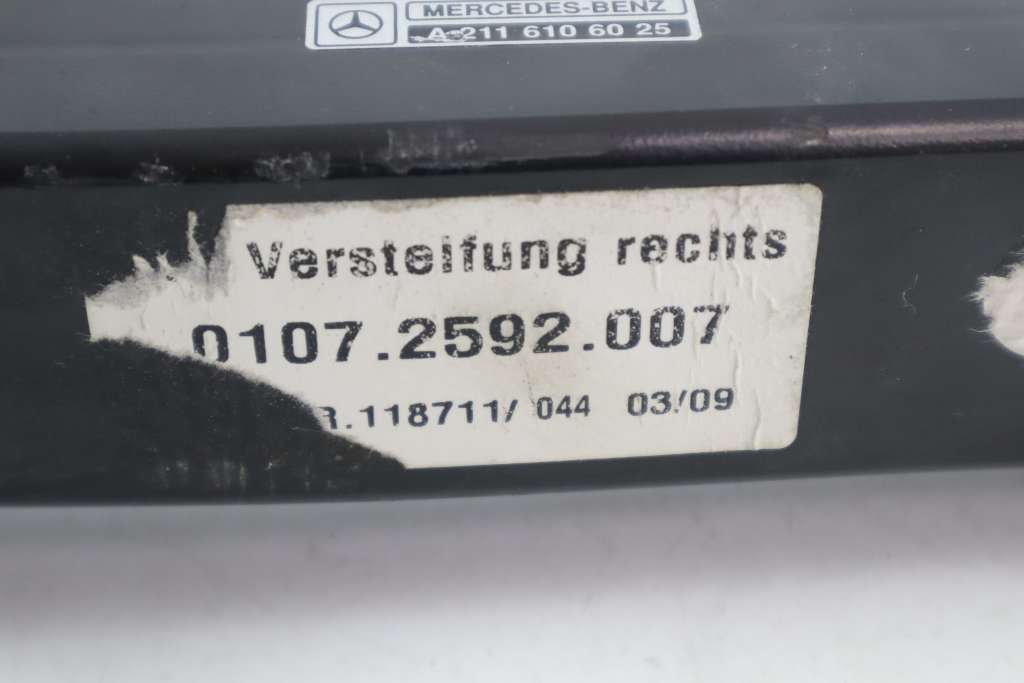 MERCEDES-BENZ
A 211 610 60 25
Versteifung rechts
0107.2592.007
R.118711/ 044 03/09